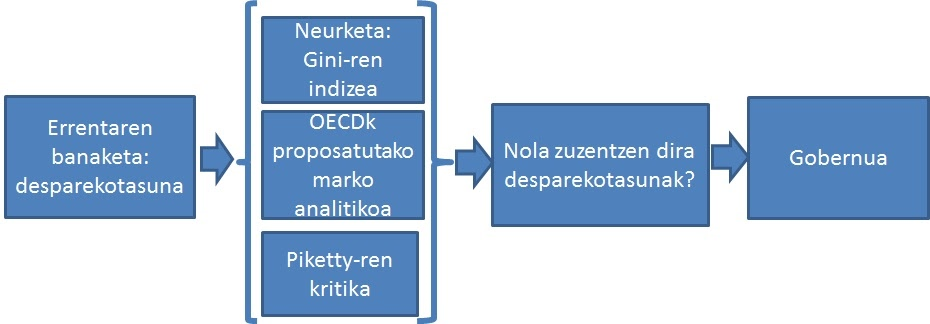 Errentaren
banaketa:
desparekotasuna
Neurketa:
Gini-ren
indizea
OECDk
proposatutako
marko
analitikoa
Piketty-ren
kritika
Nola zuzentzen dira
desparekotasunak?
Gobernua